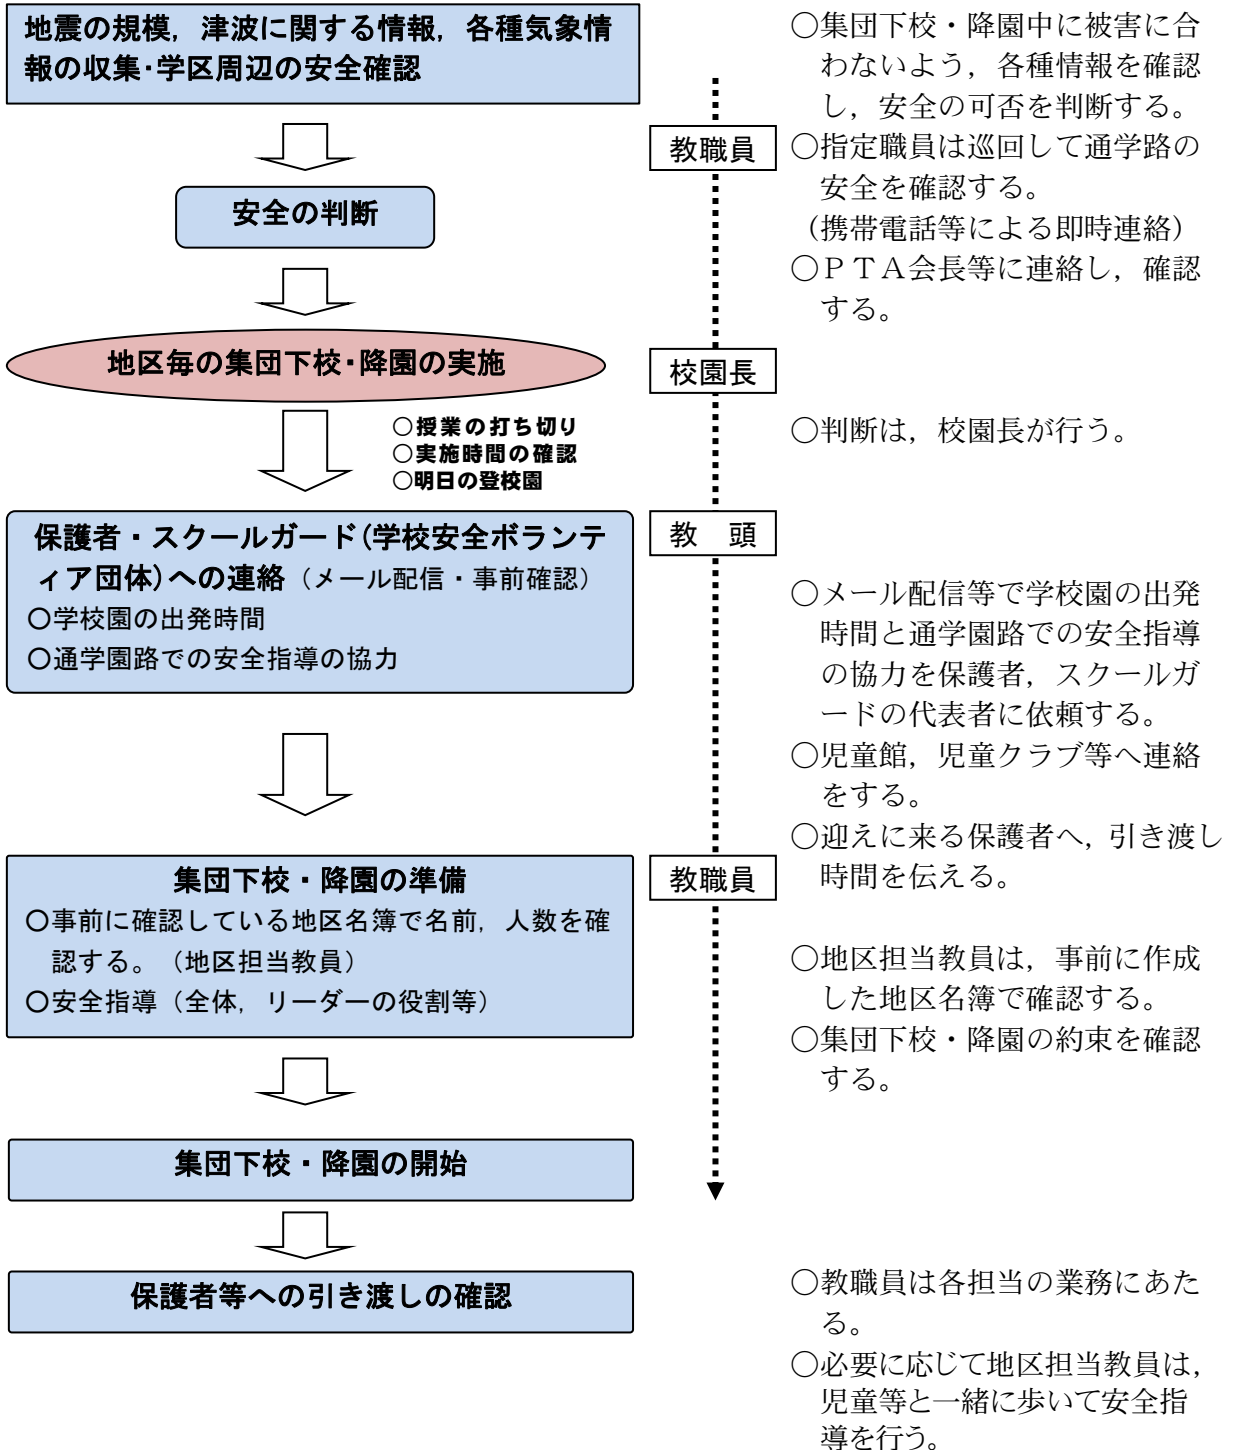 地震の規模，津波に関する情報，各種気象情
報の収集・学区周辺の安全確認
安全の判断
地区毎の集団下校・降園の実施
○授業の打ち切り
○実施時間の確認
○明日の登校園
保護者・スクールガード（学校安全ボランテ
ィア団体）への連絡（メール配信・事前確認）
○学校園の出発時間
○通学園路での安全指導の協力
集団下校・降園の準備
○事前に確認している地区名簿で名前，人数を確
認する。（地区担当教員）
○安全指導（全体，リーダーの役割等）
集団下校・降園の開始
保護者等への引き渡しの確認
教職員
校園長
教　頭
教職員
○集団下校・降園中に被害に合
わないよう，各種情報を確認
し，安全の可否を判断する。
○指定職員は巡回して通学路の
安全を確認する。
（携帯電話等による即時連絡）
○ＰＴＡ会長等に連絡し，確認
する。
○判断は，校園長が行う。
○メール配信等で学校園の出発
時間と通学園路での安全指導
の協力を保護者，スクールガ
ードの代表者に依頼する。
○児童館，児童クラブ等へ連絡
をする。
○迎えに来る保護者へ，引き渡し
時間を伝える。
○地区担当教員は，事前に作成
した地区名簿で確認する。
○集団下校・降園の約束を確認
する。
○教職員は各担当の業務にあた
る。
○必要に応じて地区担当教員は，
児童等と一緒に歩いて安全指
導を行う。